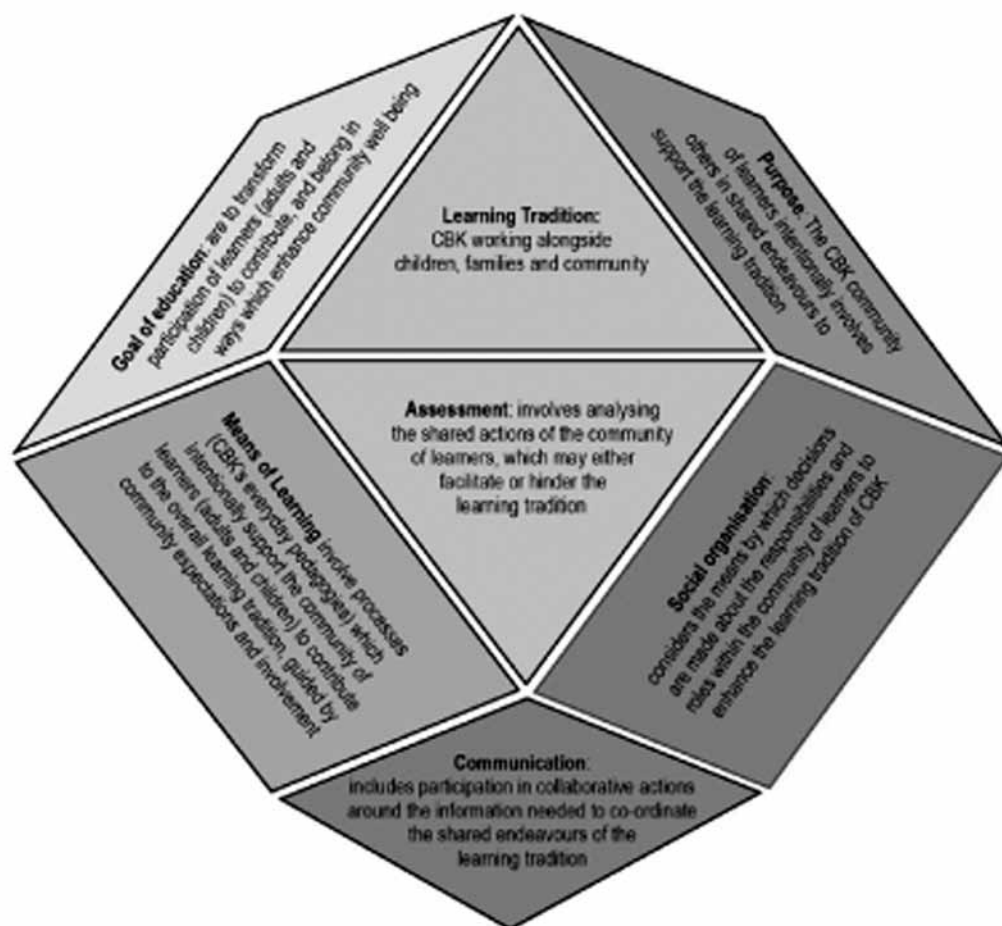 Goal of education: are to transform
participation of learners (adults and
children) to contribute, and belong in
ways which enhance community well being
Learning Tradition:
CBK working alongside
children, families and community
Purpose: The CBK community
of learners intentionally involves
others in shared endeavours to
support the learning tradition
Means of Learning involve processes
(CBK's everyday pedagogies) which
intentionally support the community of
learners (adults and children) to contribute
to the overall learning tradition, guided by
community expectations and involvement
Assessment: involves analysing
the shared actions of the community
of learners, which may either
facilitate or hinder the
learning tradition
Social organisation:
considers the means by which decisions
are made about the responsibilities and
roles within the community of learners to
enhance the learning tradition of CBK
Communication:
includes participation in collaborative actions
around the information needed to co-ordinate
the shared endeavours of the
learning tradition